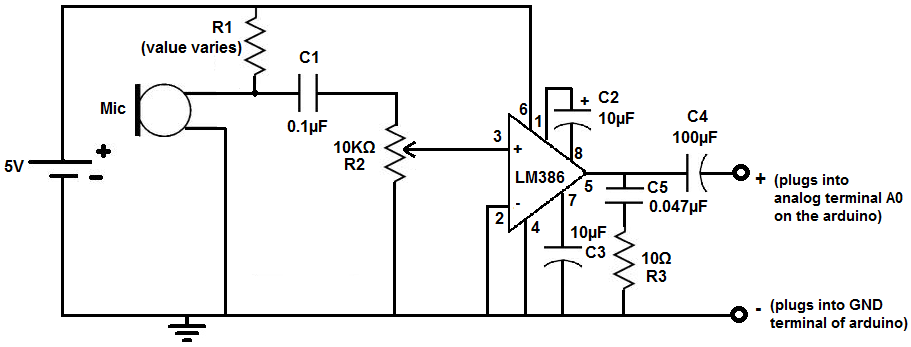 R1
(value varies)
C1
0.1µF
Mic
5V
+
-
10KΩ
R2
3
6
1
+
C2
10µF
8
+
LM386
-
2
4
7
5
10µF
C3
C5
0.047µF
10Ω
R3
C4
100µF
+ (plugs into
analog terminal A0
on the arduino)
- (plugs into GND
terminal of arduino)